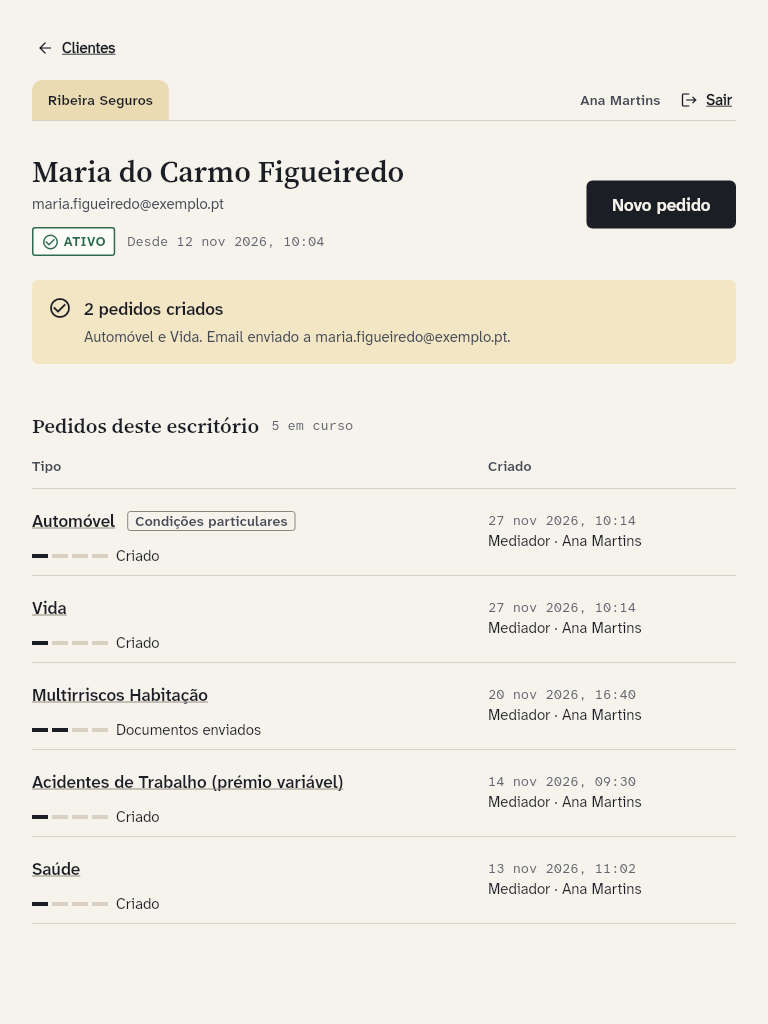 Clientes
Ribeira Seguros
Ana Martins
Sair
Maria do Carmo Figueiredo
maria.figueiredo@exemplo.pt
Novo pedido
ATIVO
Desde 12 nov 2026, 10:04
2 pedidos criados
Automóvel e Vida. Email enviado a maria.figueiredo@exemplo.pt.
Pedidos deste escritório 5 em curso
Tipo
Criado
Automóvel Condições particulares
27 nov 2026, 10:14
Mediador · Ana Martins
Criado
Vida
27 nov 2026, 10:14
Mediador · Ana Martins
Criado
Multirriscos Habitação
20 nov 2026, 16:40
Mediador · Ana Martins
Documentos enviados
Acidentes de Trabalho (prémio variável)
14 nov 2026, 09:30
Mediador · Ana Martins
Criado
Saúde
13 nov 2026, 11:02
Mediador · Ana Martins
Criado